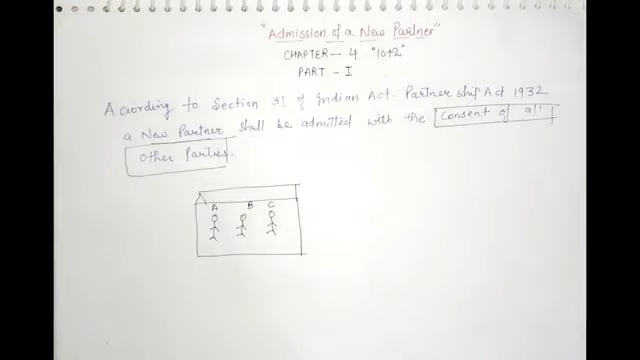 "Admission of a New Partner"
CHAPTER - 4 "10+2"
PART - I
According to Section 31 of Indian Act Partnership Act 1932
a New Partner shall be admitted with the Consent of all
Other Parties.
A B C